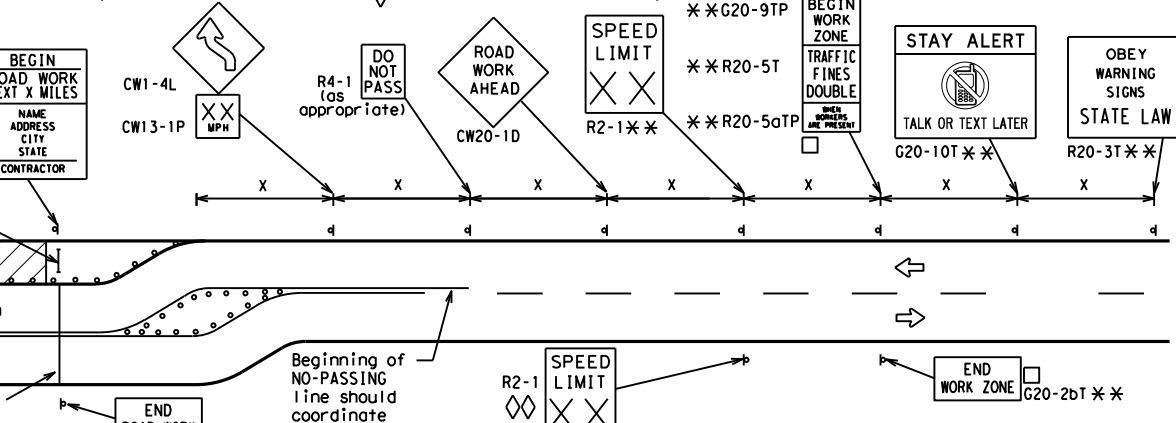 BEGIN
ROAD WORK
NEXT X MILES
NAME
ADDRESS
CITY
STATE
CONTRACTOR
CW1-4L
CW13-1P
XX
MPH
R4-1
(as
appropriate)
DO
NOT
PASS
ROAD
WORK
AHEAD
CW20-1D
SPEED
LIMIT
XX
R2-1**
**G20-9TP
**R20-5T
**R20-5aTP
BEGIN
WORK
ZONE
TRAFFIC
FINES
DOUBLE
WHEN
WORKERS
ARE PRESENT
STAY ALERT
TALK OR TEXT LATER
G20-10T**
OBEY
WARNING
SIGNS
STATE LAW
R20-3T**
X X X X X X X
Beginning of
NO-PASSING
line should
coordinate
R2-1
SPEED
LIMIT
XX
END
WORK ZONE
G20-2bT**
END
ROAD WORK